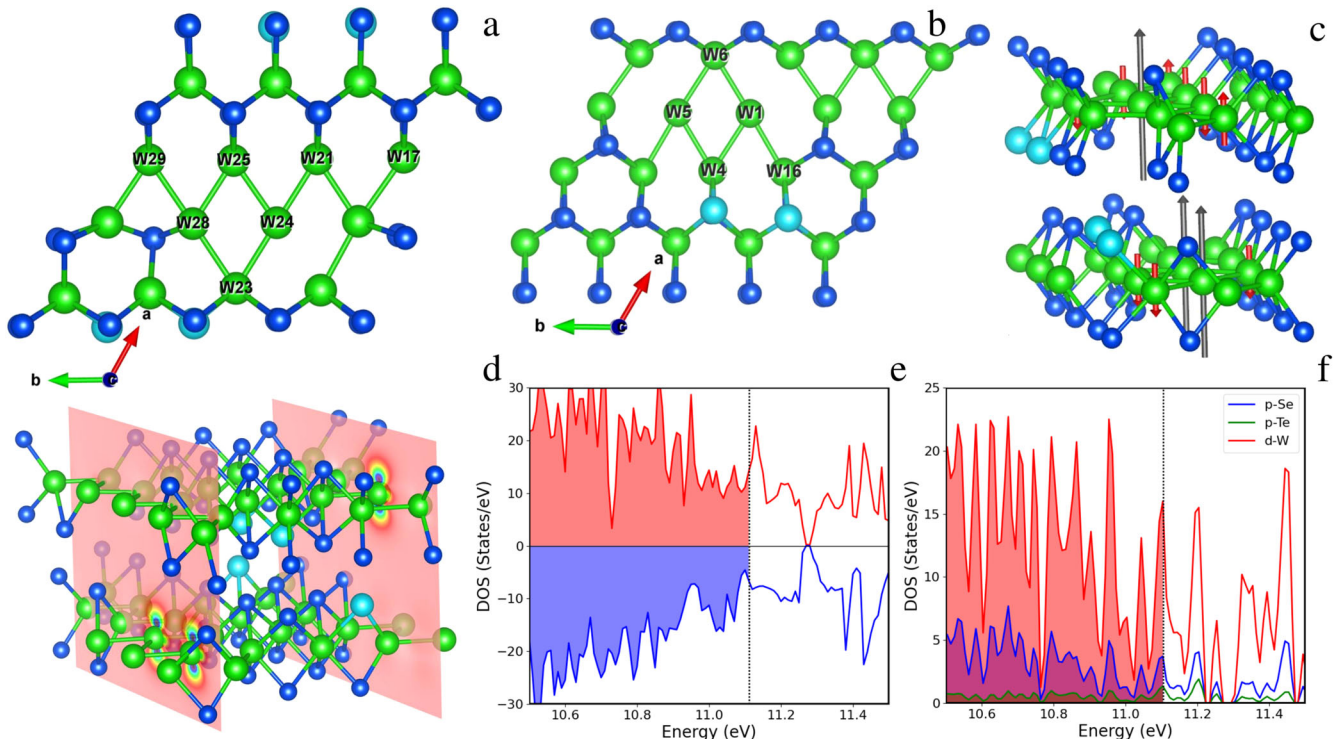 a
b
c
W6
W5
W1
W29
W25
W21
W17
W4
W16
W28
W24
W23
a
b
a
b
d
e
f
30
20
10
0
−10
−20
−30
DOS (States/eV)
10.6
10.8
11.0
11.2
11.4
Energy (eV)
25
20
15
10
5
0
DOS (States/eV)
p-Se
p-Te
d-W
10.6
10.8
11.0
11.2
11.4
Energy (eV)